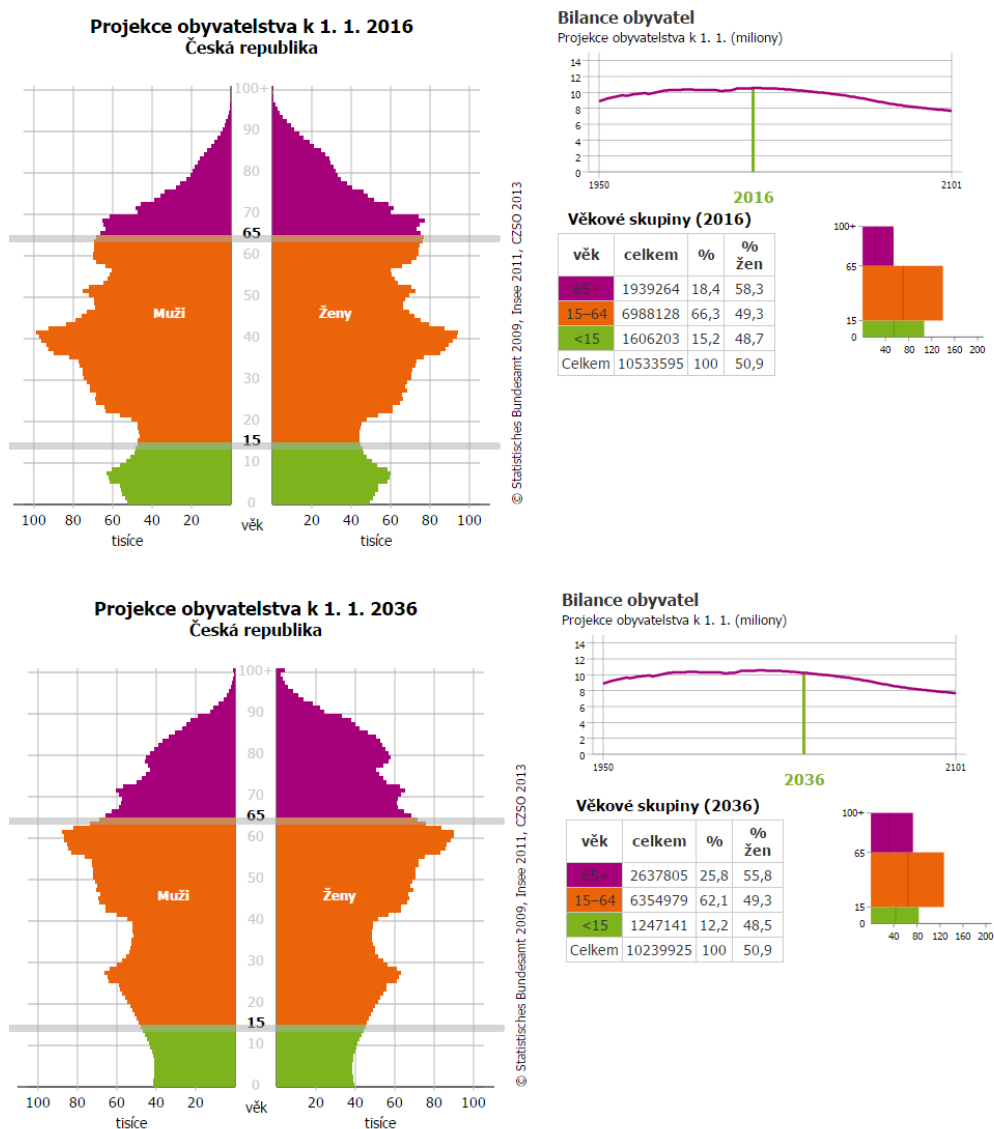 Projekce obyvatelstva k 1. 1. 2016
Česká republika
100+
90
80
70
65
60
50
40
30
20
15
10
0
Muži
Ženy
100 80 60 40 20
věk
20 40 60 80 100
tisíce
tisíce
© Statistisches Bundesamt 2009, Insee 2011, CZSO 2013
Bilance obyvatel
Projekce obyvatelstva k 1. 1. (miliony)
14
12
10
8
6
4
2
0
1950
2101
2016
Věkové skupiny (2016)
věk celkem % % žen
65+ 1939264 18,4 58,3
15–64 6988128 66,3 49,3
<15 1606203 15,2 48,7
Celkem 10533595 100 50,9
100+
65
15
0
40 80 120 160 200
Projekce obyvatelstva k 1. 1. 2036
Česká republika
100+
90
80
70
65
60
50
40
30
20
15
10
0
Muži
Ženy
100 80 60 40 20
věk
20 40 60 80 100
tisíce
tisíce
© Statistisches Bundesamt 2009, Insee 2011, CZSO 2013
Bilance obyvatel
Projekce obyvatelstva k 1. 1. (miliony)
14
12
10
8
6
4
2
0
1950
2101
2036
Věkové skupiny (2036)
věk celkem % % žen
65+ 2637805 25,8 55,8
15–64 6354979 62,1 49,3
<15 1247141 12,2 48,5
Celkem 10239925 100 50,9
100+
65
15
0
40 80 120 160 200